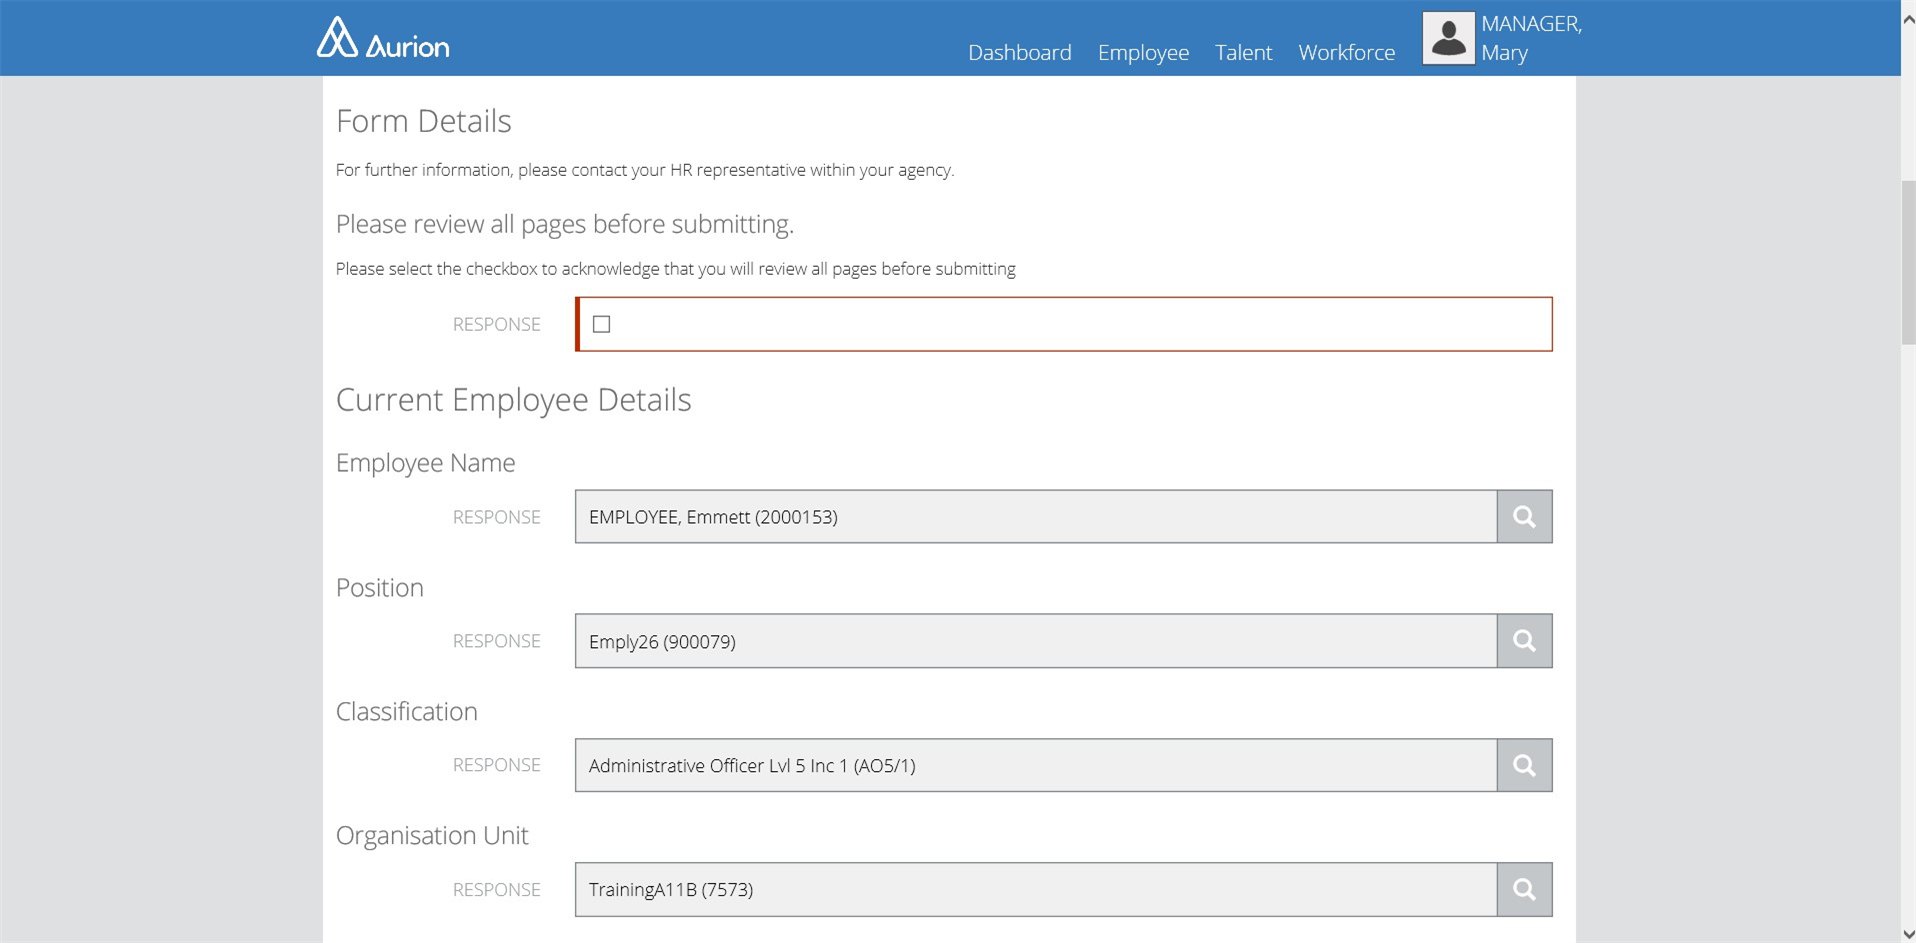 Aurion
Dashboard Employee Talent Workforce
MANAGER,
Mary
Form Details
For further information, please contact your HR representative within your agency.
Please review all pages before submitting.
Please select the checkbox to acknowledge that you will review all pages before submitting
RESPONSE
Current Employee Details
Employee Name
RESPONSE EMPLOYEE, Emmett (2000153)
Position
RESPONSE Emply26 (900079)
Classification
RESPONSE Administrative Officer Lvl 5 Inc 1 (AO5/1)
Organisation Unit
RESPONSE TrainingA11B (7573)